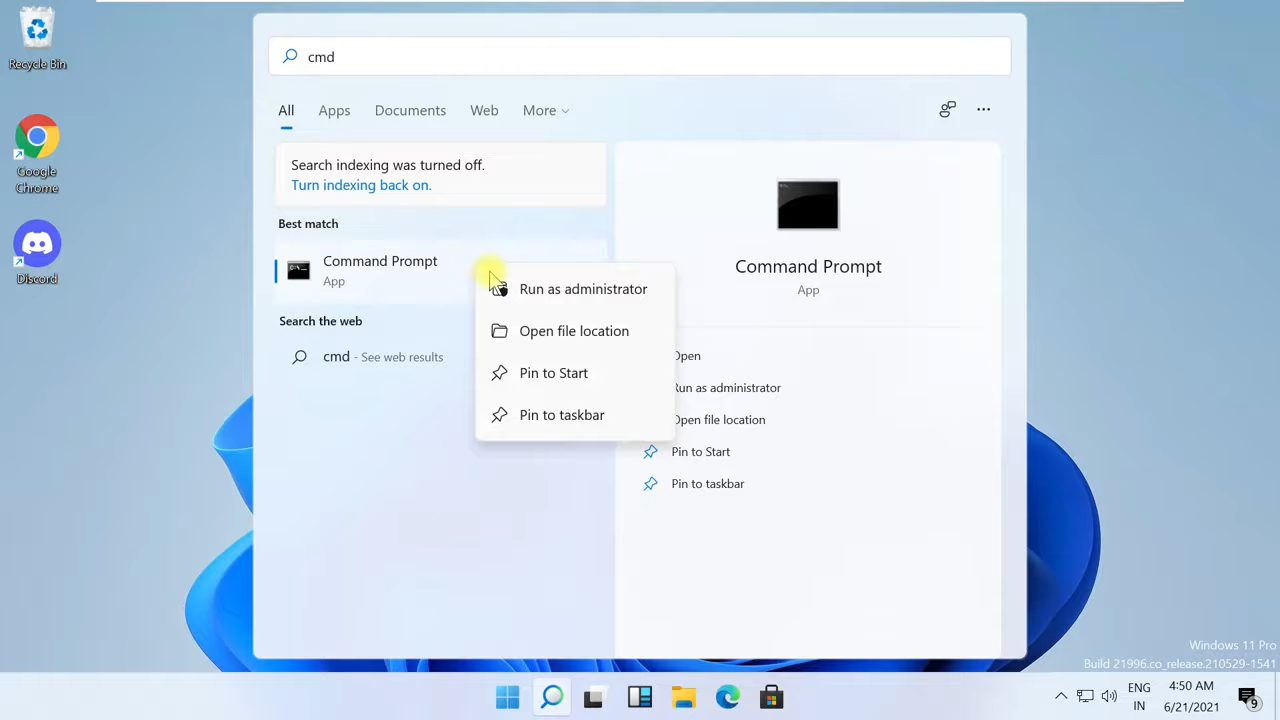 Recycle Bin
Google
Chrome
Discord
cmd
All
Apps
Documents
Web
More
Search indexing was turned off.
Turn indexing back on.
Best match
Command Prompt
App
Search the web
cmd - See web results
Run as administrator
Open file location
Pin to Start
Pin to taskbar
Command Prompt
App
Open
Run as administrator
Open file location
Pin to Start
Pin to taskbar
Windows 11 Pro
Build 21996.co_release.210529-1541
ENG
IN
4:50 AM
6/21/2021
9